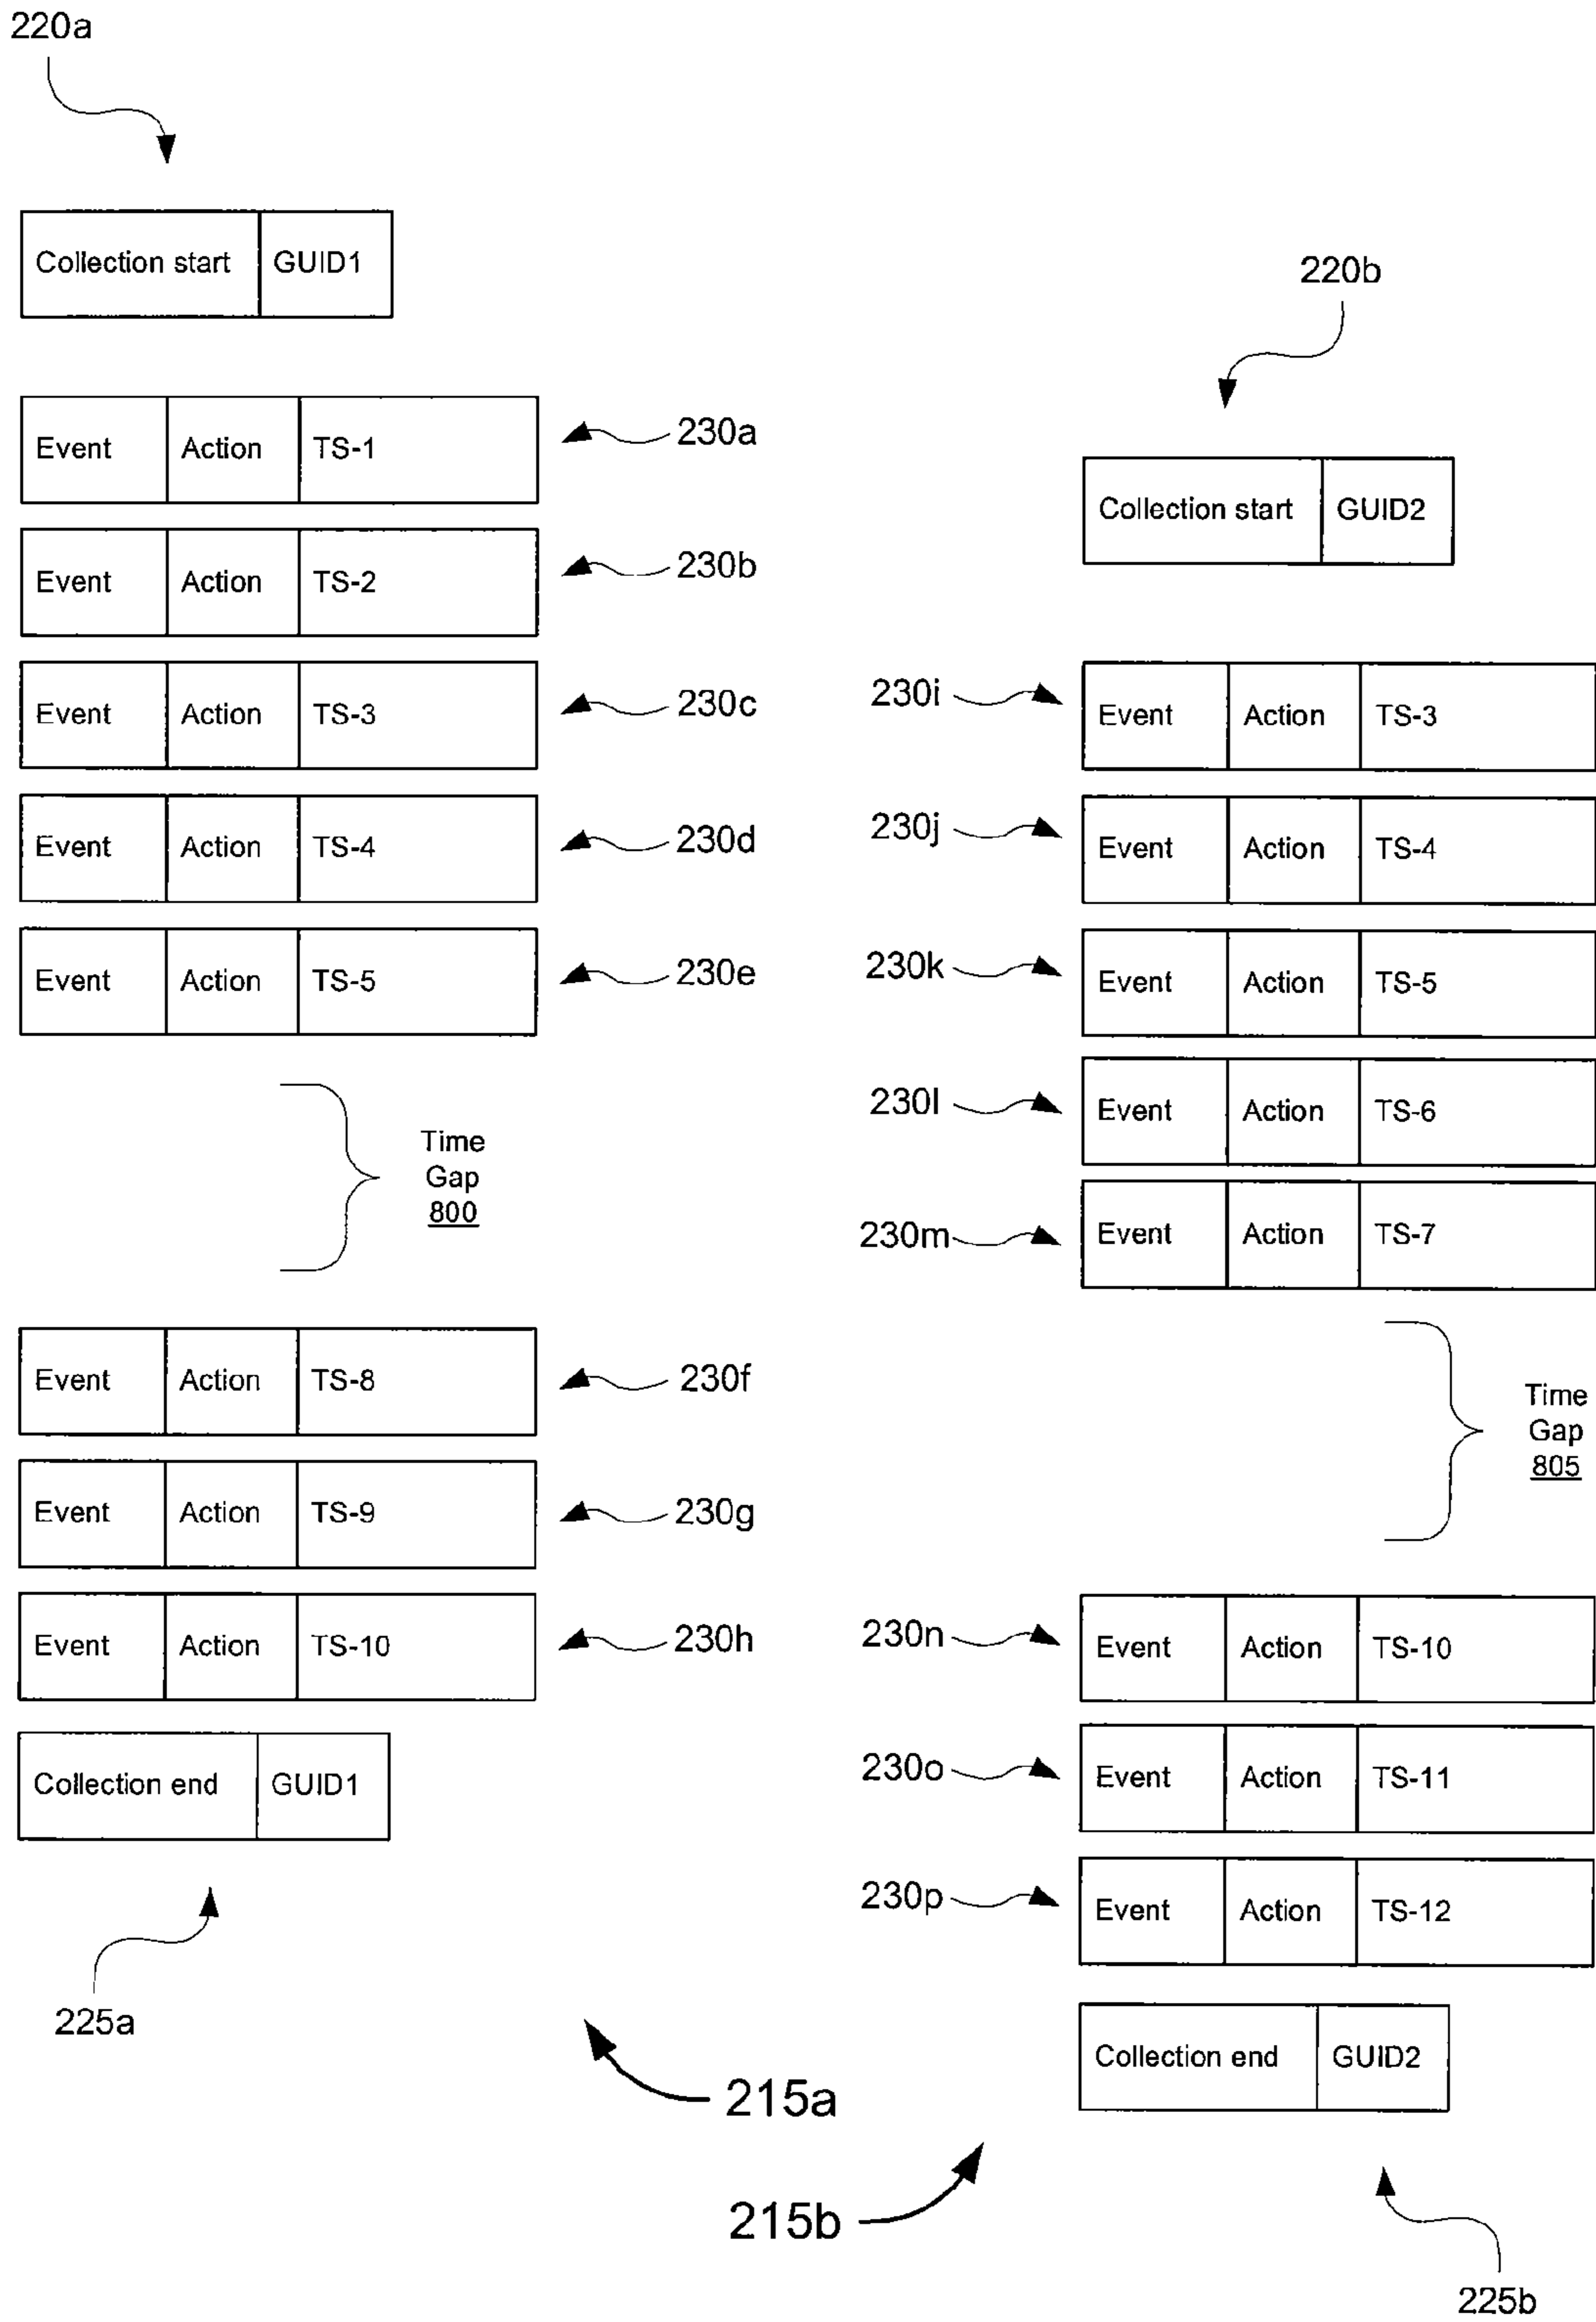 220a
Collection start GUID1
Event Action TS-1
230a
Event Action TS-2
230b
Event Action TS-3
230c
Event Action TS-4
230d
Event Action TS-5
230e
Time
Gap
800
Event Action TS-8
230f
Event Action TS-9
230g
Event Action TS-10
230h
Collection end GUID1
225a
215a
220b
Collection start GUID2
230i
Event Action TS-3
230j
Event Action TS-4
230k
Event Action TS-5
230l
Event Action TS-6
230m
Event Action TS-7
Time
Gap
805
230n
Event Action TS-10
230o
Event Action TS-11
230p
Event Action TS-12
Collection end GUID2
215b
225b